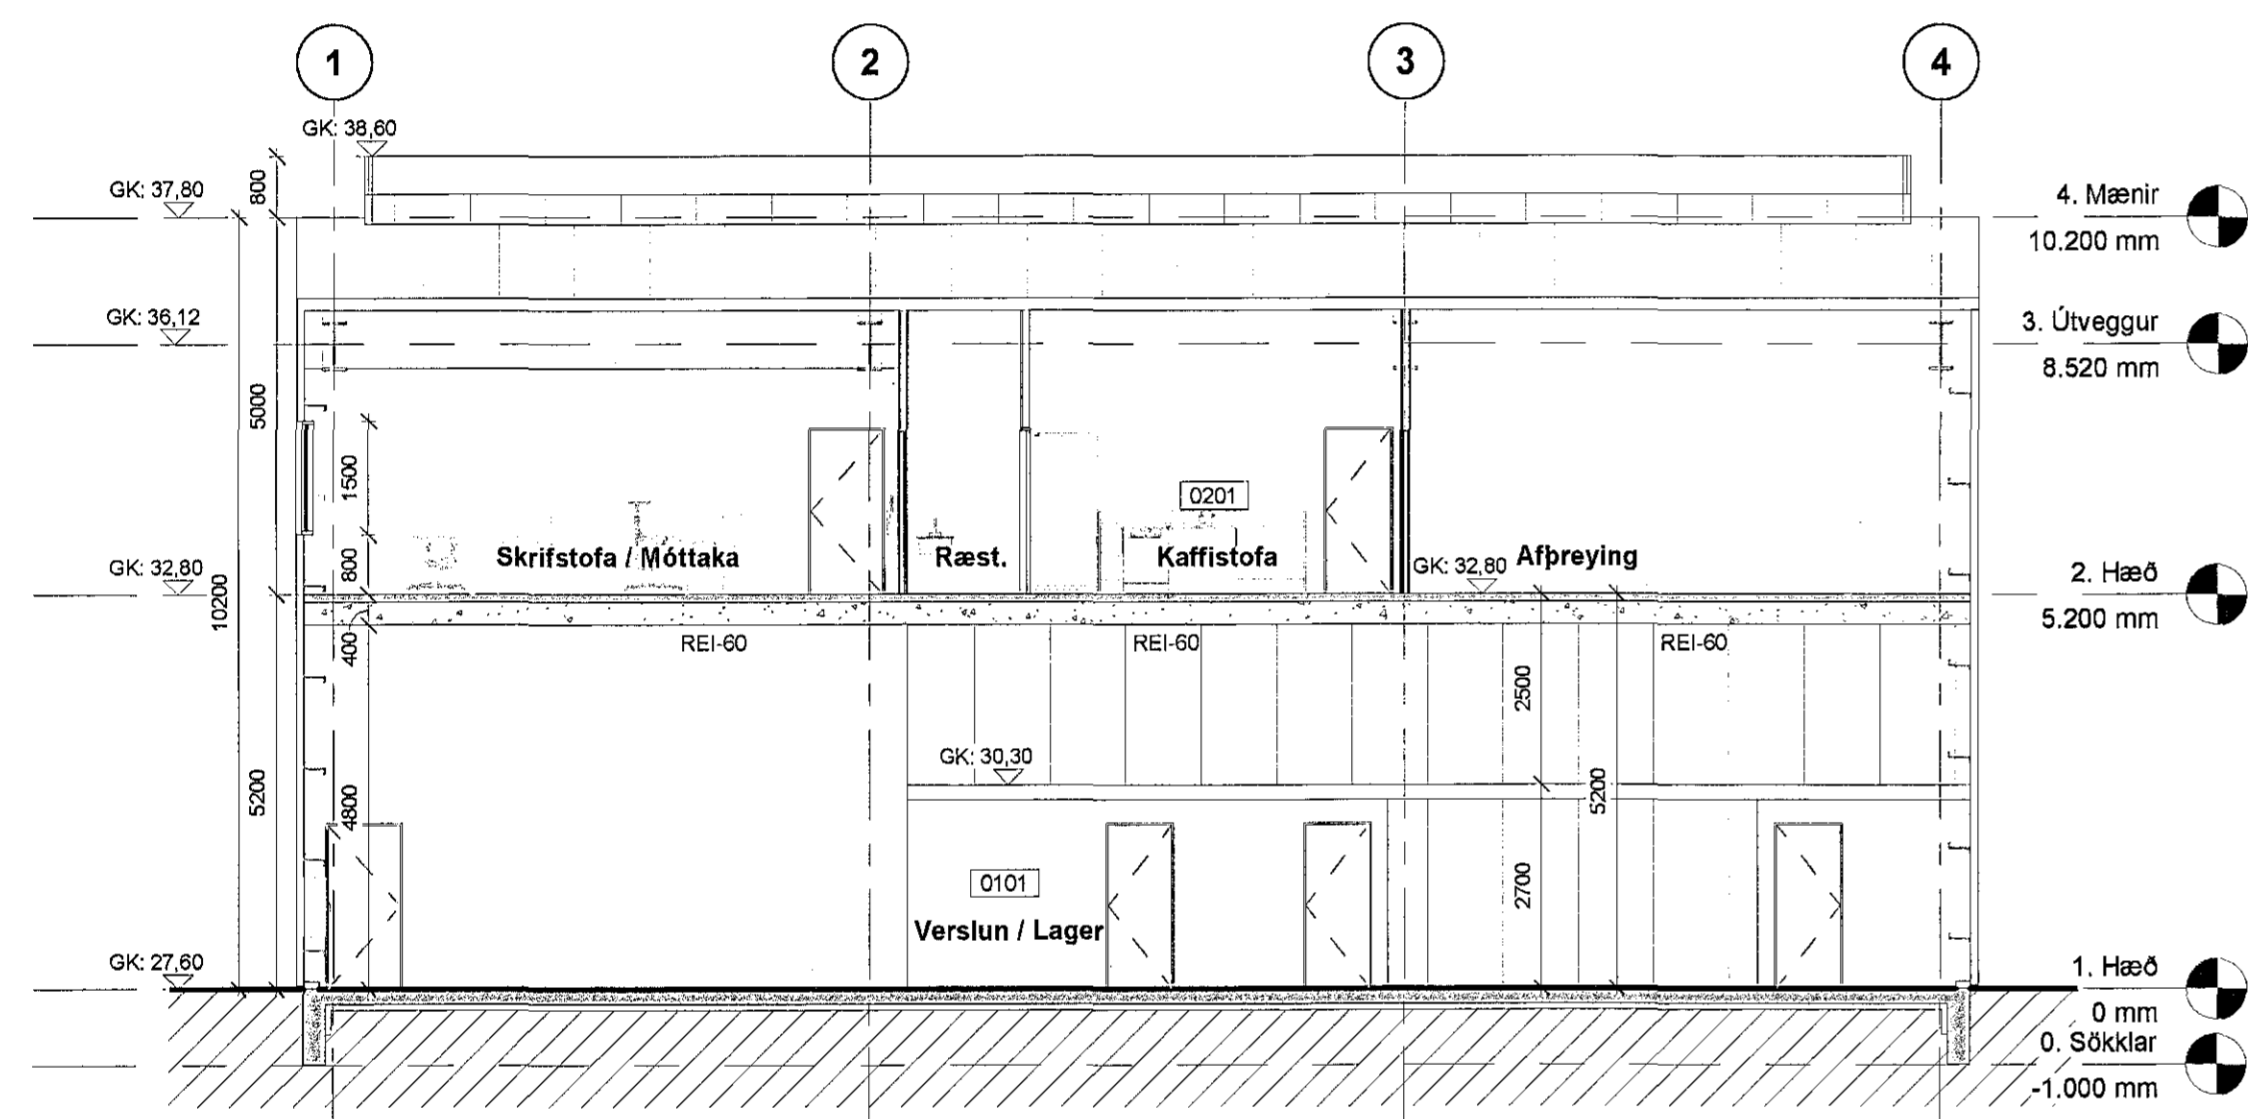 1
2
3
4
GK: 38,60
800
GK: 37,80
4. Mænir
10.200 mm
GK: 36,12
3. Útveggur
8.520 mm
5000
1500
0201
Skrifstofa / Móttaka
Ræst.
Kaffistofa
Afþreying
GK: 32,80
800
GK: 32,80
2. Hæð
5.200 mm
10200
400
REI-60
REI-60
REI-60
2500
GK: 30,30
5200
4800
5200
2700
0101
Verslun / Lager
GK: 27,60
1. Hæð
0 mm
0. Sökklar
-1.000 mm